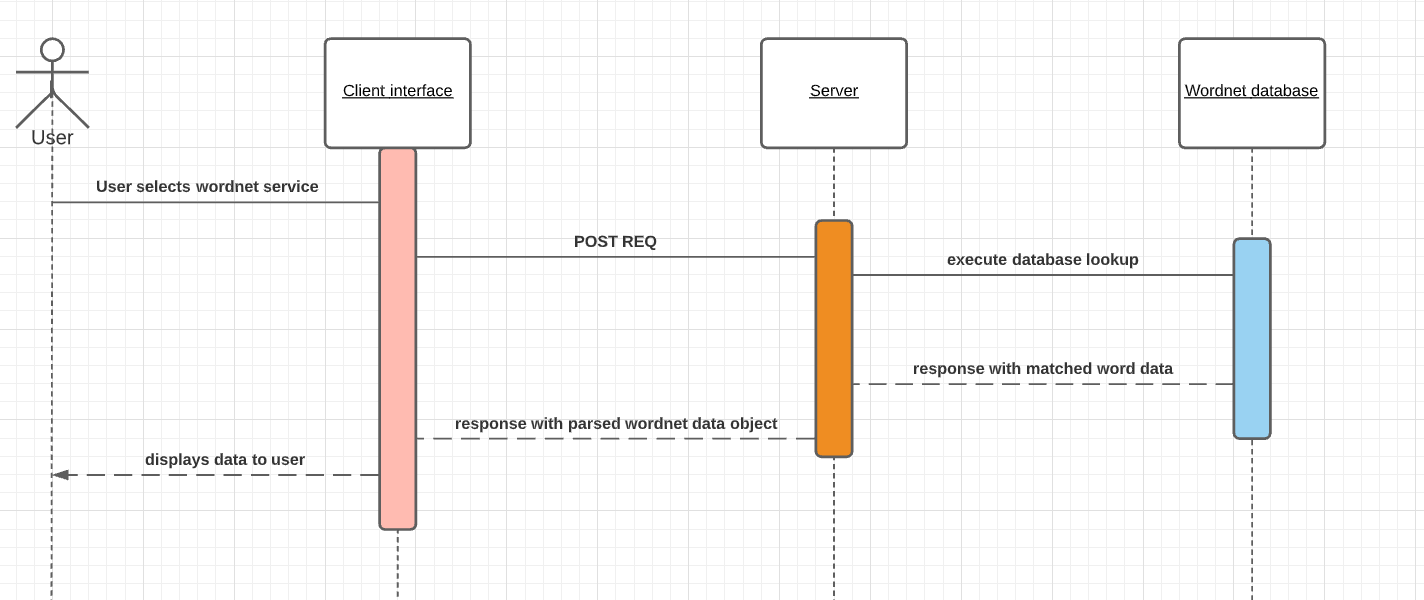 Client interface
Server
Wordnet database
User
User selects wordnet service
POST REQ
execute database lookup
response with matched word data
response with parsed wordnet data object
displays data to user